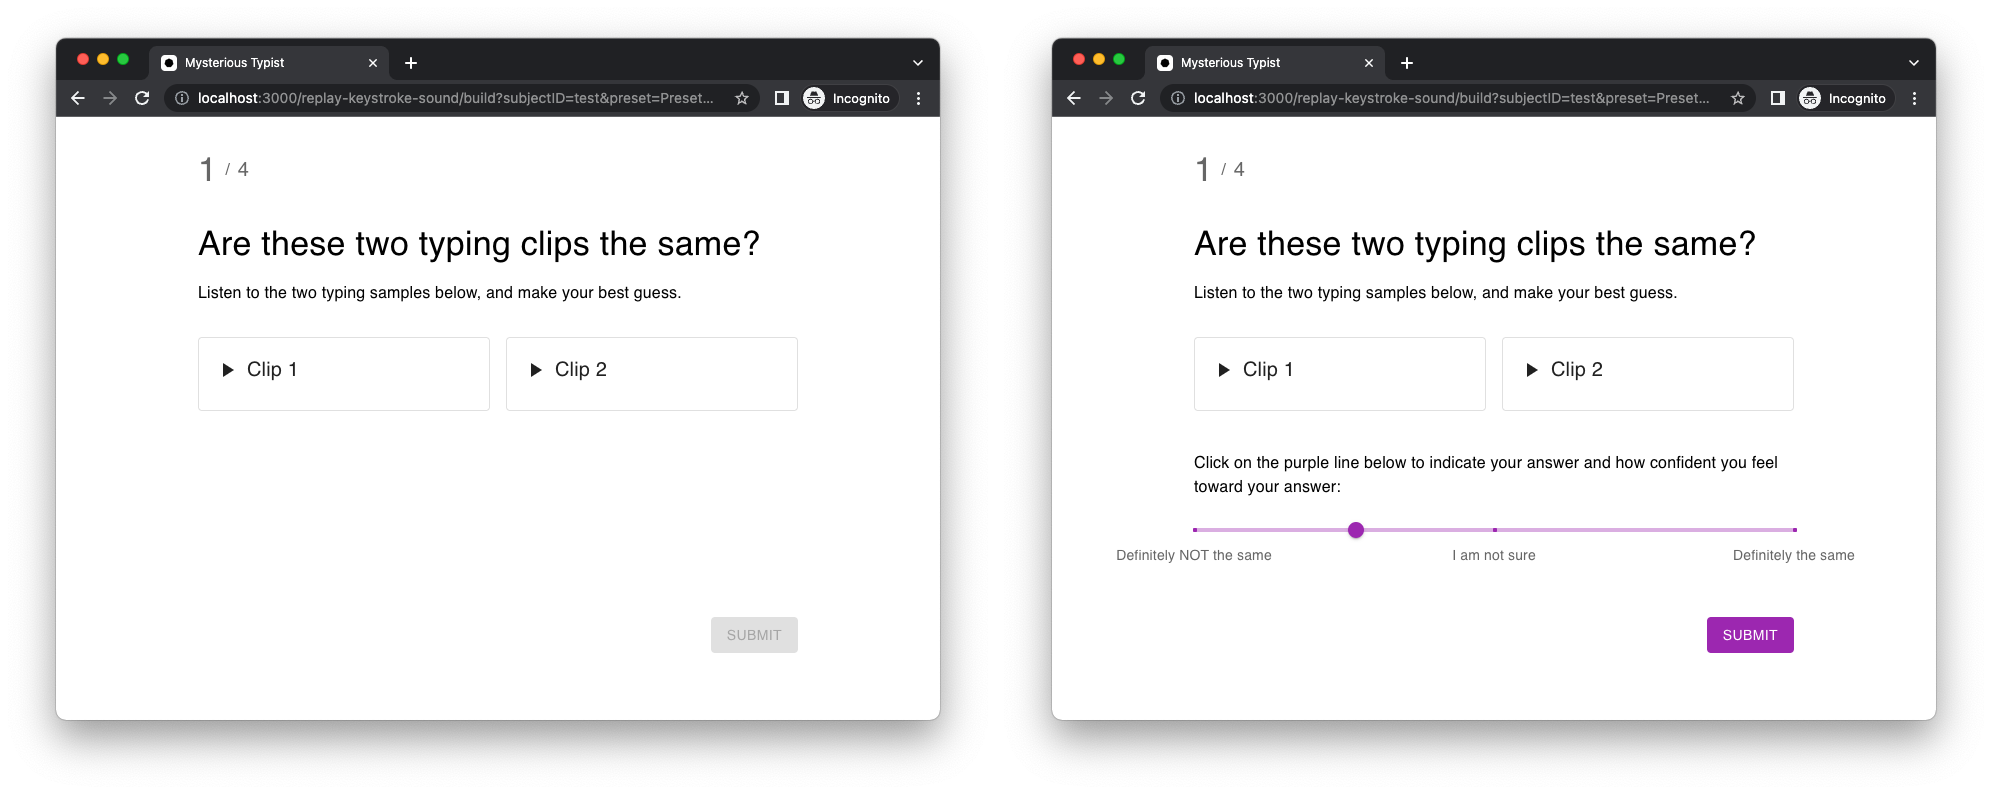 Mysterious Typist
localhost:3000/replay-keystroke-sound/build?subjectID=test&preset=Preset...
Incognito
1 / 4
Are these two typing clips the same?
Listen to the two typing samples below, and make your best guess.
Clip 1
Clip 2
SUBMIT
Mysterious Typist
localhost:3000/replay-keystroke-sound/build?subjectID=test&preset=Preset...
Incognito
1 / 4
Are these two typing clips the same?
Listen to the two typing samples below, and make your best guess.
Clip 1
Clip 2
Click on the purple line below to indicate your answer and how confident you feel
toward your answer:
Definitely NOT the same
I am not sure
Definitely the same
SUBMIT